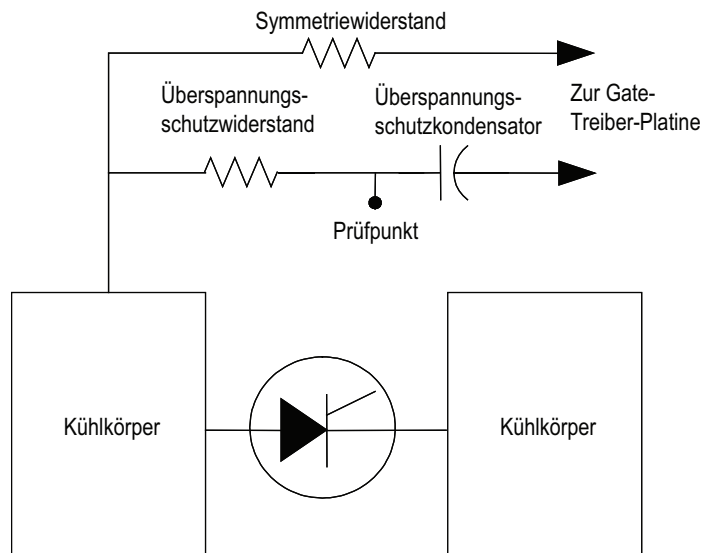 Symmetriewiderstand
Überspannungs-
schutzwiderstand
Überspannungs-
schutzkondensator
Zur Gate-
Treiber-Platine
Prüfpunkt
Kühlkörper
Kühlkörper